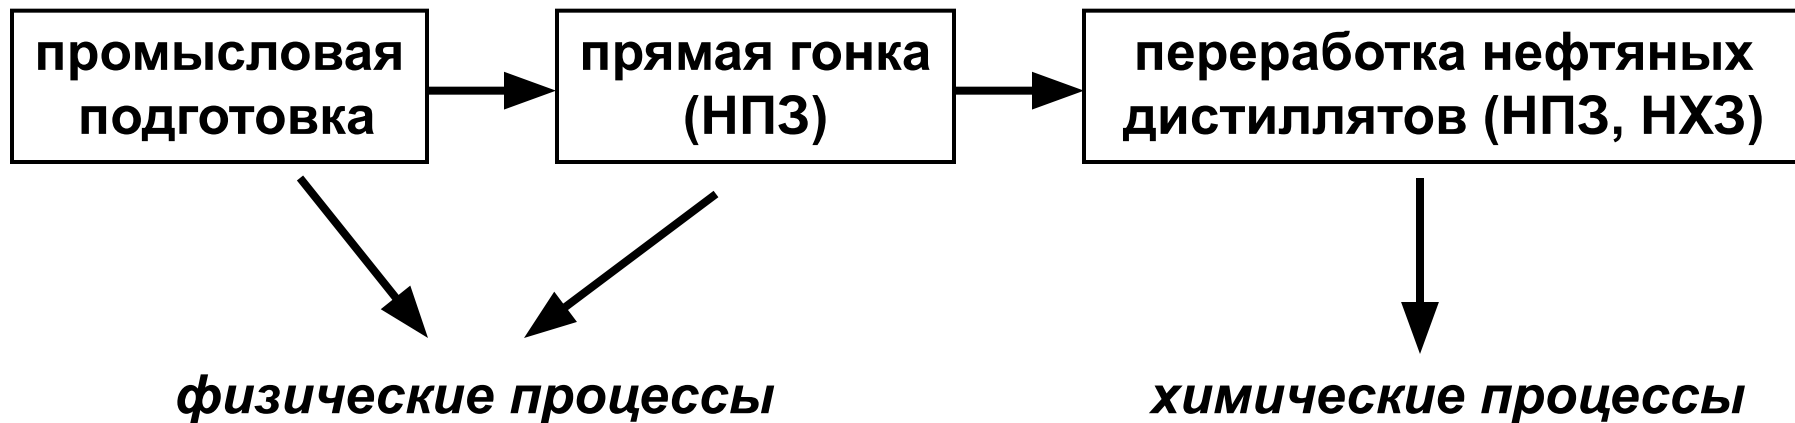 промысловая
подготовка
прямая гонка
(НПЗ)
переработка нефтяных
дистиллятов (НПЗ, НХЗ)
физические процессы
химические процессы